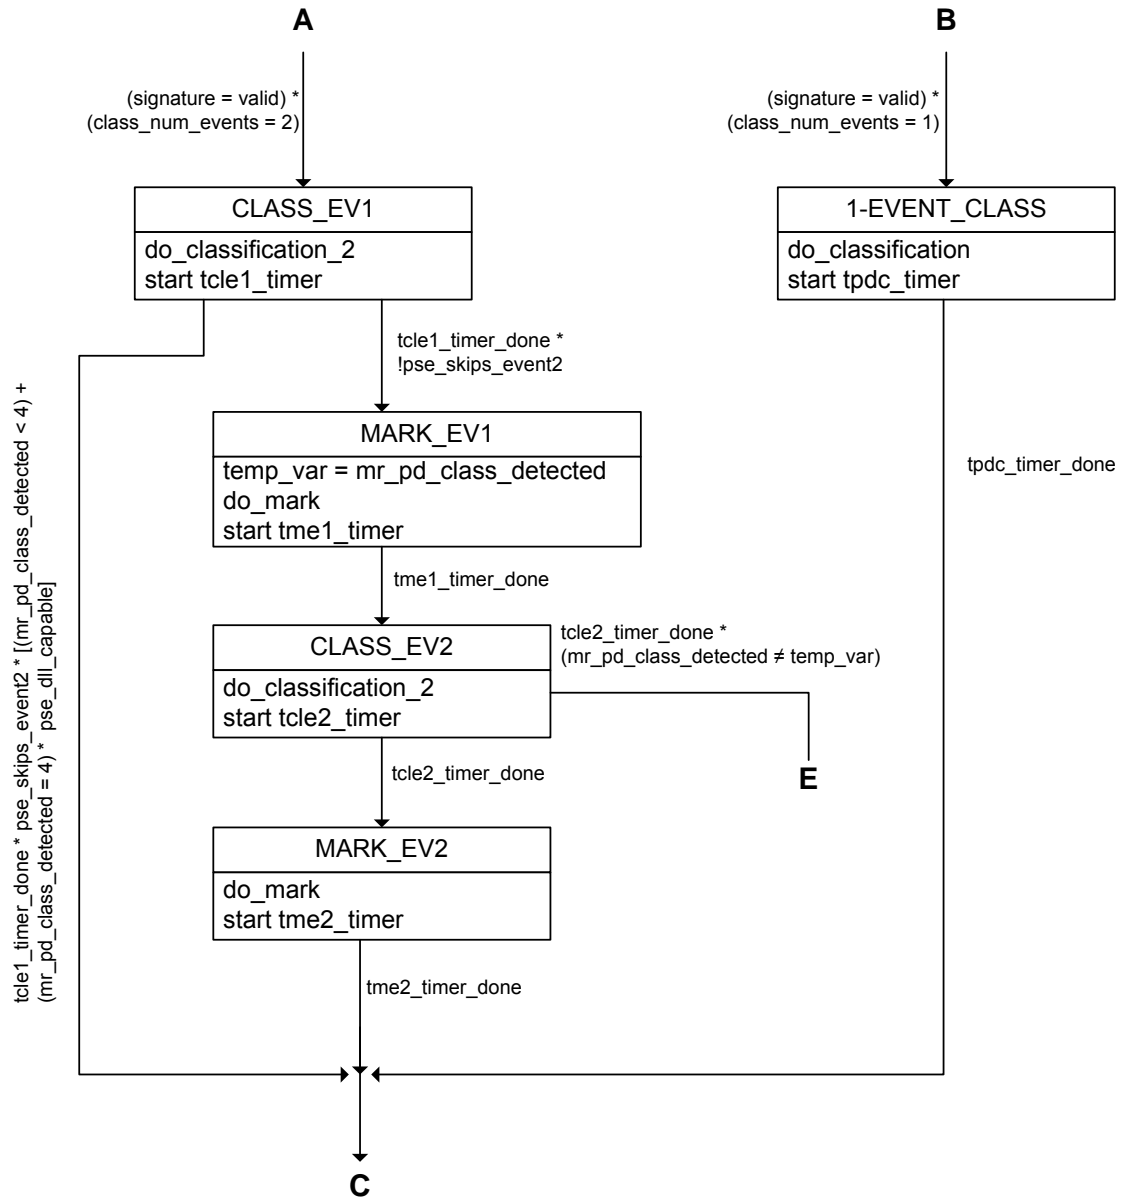 A
B
(signature = valid) *
(class_num_events = 2)
(signature = valid) *
(class_num_events = 1)
CLASS_EV1
do_classification_2
start tcle1_timer
1-EVENT_CLASS
do_classification
start tpdc_timer
tcle1_timer_done *
!pse_skips_event2
tcle1_timer_done * pse_skips_event2 * [(mr_pd_class_detected < 4) +
(mr_pd_class_detected = 4) * pse_dll_capable]
MARK_EV1
temp_var = mr_pd_class_detected
do_mark
start tme1_timer
tpdc_timer_done
tme1_timer_done
CLASS_EV2
do_classification_2
start tcle2_timer
tcle2_timer_done *
(mr_pd_class_detected ≠ temp_var)
E
tcle2_timer_done
MARK_EV2
do_mark
start tme2_timer
tme2_timer_done
C